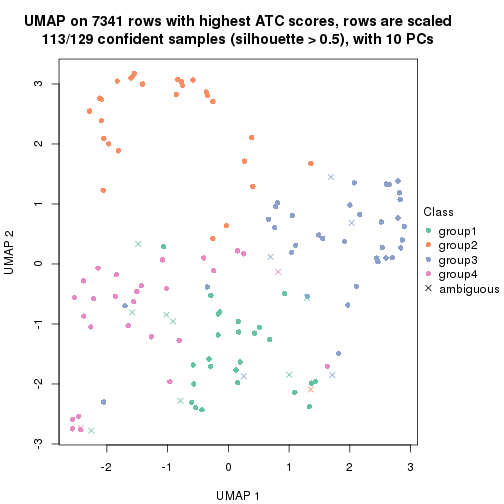 UMAP on 7341 rows with highest ATC scores, rows are scaled
113/129 confident samples (silhouette > 0.5), with 10 PCs
3
2
1
0
-1
-2
-3
UMAP 2
-2
-1
0
1
2
3
UMAP 1
Class
group1
group2
group3
group4
ambiguous